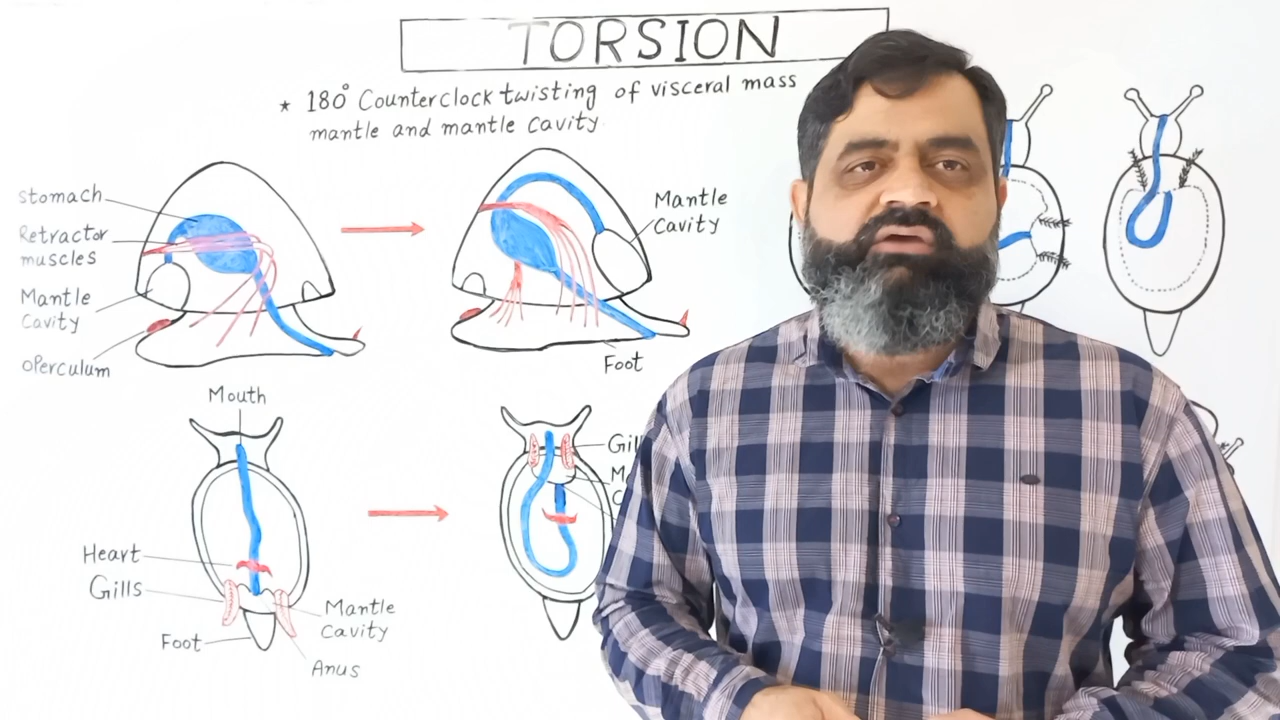 TORSION
* 180° Counterclock twisting of visceral mass
mantle and mantle cavity
stomach
Retractor
muscles
Mantle
Cavity
operculum
Mantle
Cavity
Foot
Mouth
Heart
Gills
Foot
Mantle
Cavity
Anus